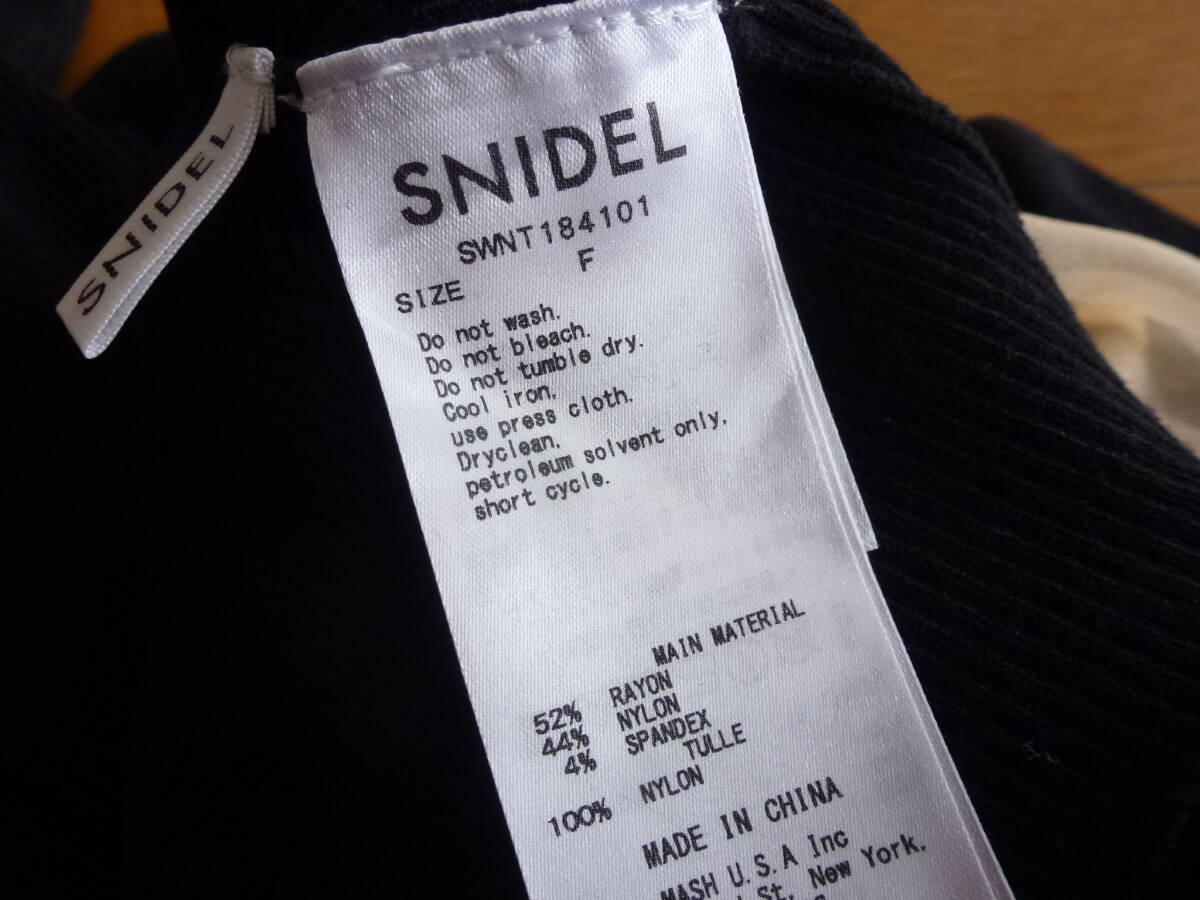 SNIDEL
SNIDEL
SWNT184101
SIZE F
Do not wash.
Do not bleach.
Do not tumble dry.
Cool iron.
use press cloth.
Dryclean.
petroleum solvent only.
short cycle.
MAIN MATERIAL
52% RAYON
44% NYLON
4% SPANDEX
TULLE
100% NYLON
MADE IN CHINA
MASH U.S.A Inc
St, New York.